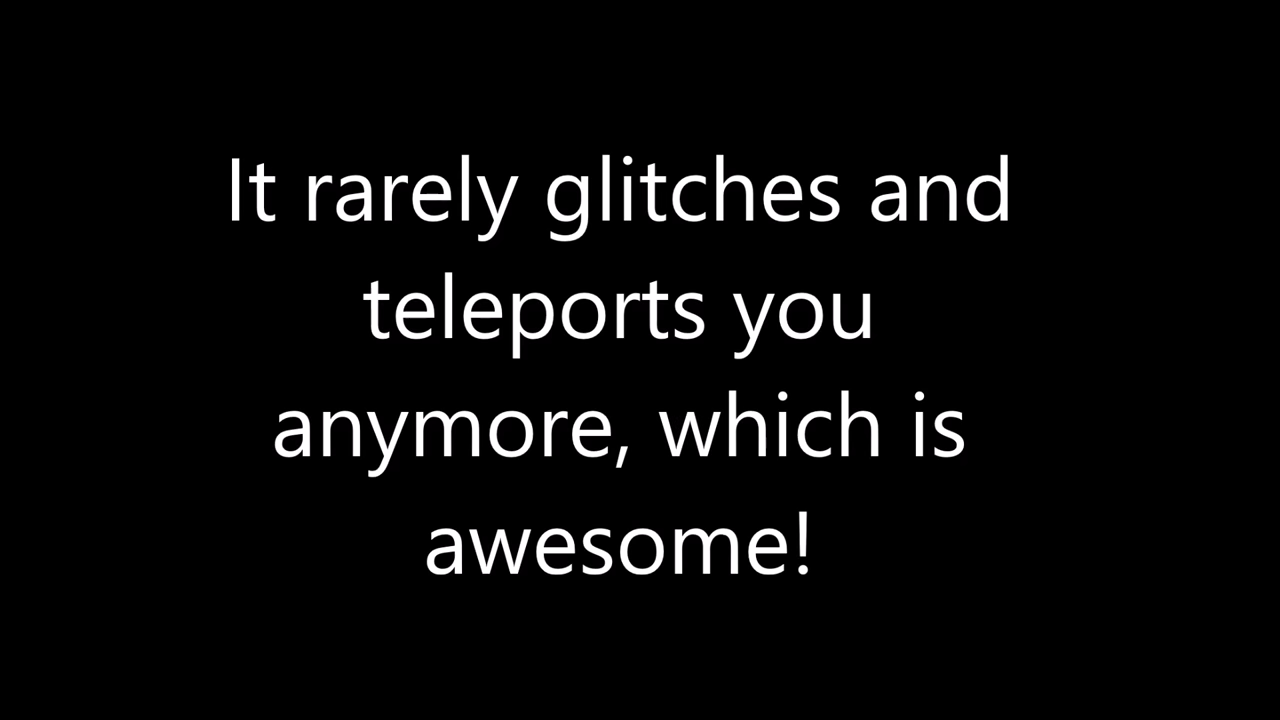 It rarely glitches and
teleports you
anymore, which is
awesome!